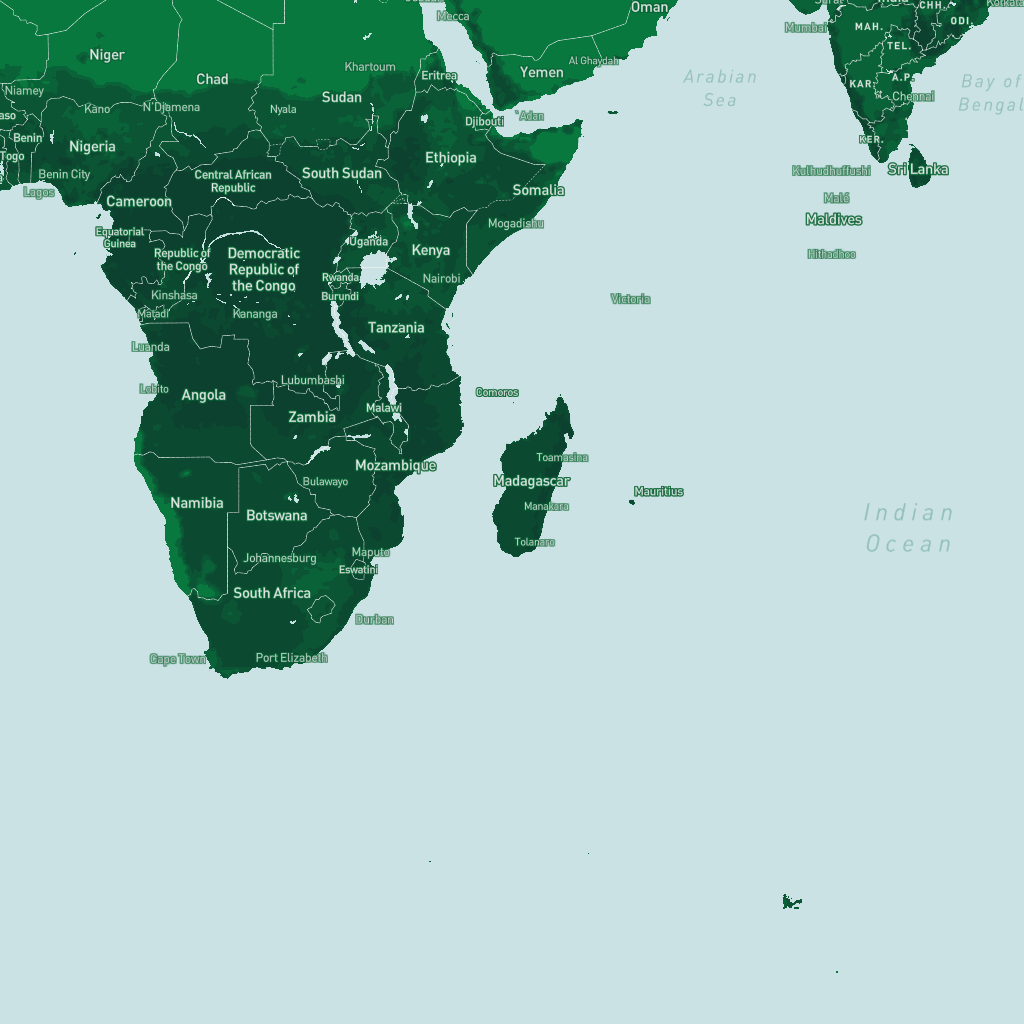 Mecca
Oman
Surat
CHH.
Kolkata
ODI.
MAH.
Mumbai
TEL.
Niger
Al Ghaydah
Khartoum
Yemen
Arabian
Sea
Chad
Eritrea
KAR.
A.P.
Bay of
Bengal
Niamey
Sudan
Chennai
Kano
N'Djamena
Nyala
Djibouti
'Adan
aso
Benin
Nigeria
KER.
Togo
Ethiopia
Benin City
Central African
Republic
South Sudan
Kulhudhuffushi
Sri Lanka
Lagos
Cameroon
Somalia
Malé
Maldives
Equatorial
Guinea
Mogadishu
Uganda
Kenya
Republic of
the Congo
Democratic
Republic of
the Congo
Hithadhoo
Rwanda
Nairobi
Kinshasa
Burundi
Victoria
Matadi
Kananga
Tanzania
Luanda
Lobito
Angola
Lubumbashi
Comoros
Malawi
Zambia
Mozambique
Toamasina
Bulawayo
Madagascar
Mauritius
Namibia
Botswana
Manakara
Indian
Ocean
Tolanaro
Johannesburg
Maputo
Eswatini
South Africa
Durban
Cape Town
Port Elizabeth